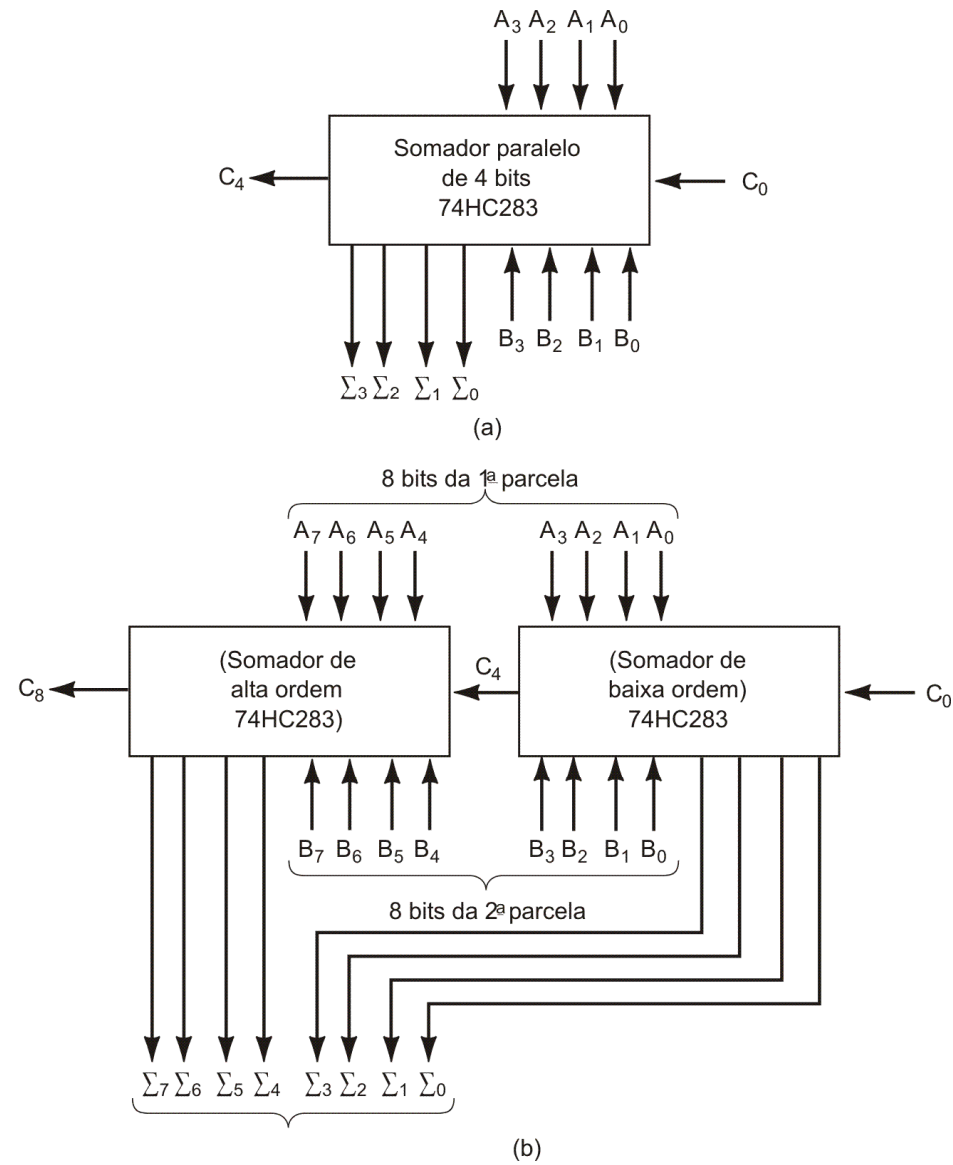 A3 A2 A1 A0
Somador paralelo
de 4 bits
74HC283
C4
C0
B3 B2 B1 B0
∑3 ∑2 ∑1 ∑0
(a)
8 bits da 1ª parcela
A7 A6 A5 A4 A3 A2 A1 A0
(Somador de
alta ordem
74HC283)
C4
(Somador de
baixa ordem)
74HC283
C8
C0
B7 B6 B5 B4 B3 B2 B1 B0
8 bits da 2ª parcela
∑7 ∑6 ∑5 ∑4 ∑3 ∑2 ∑1 ∑0
(b)